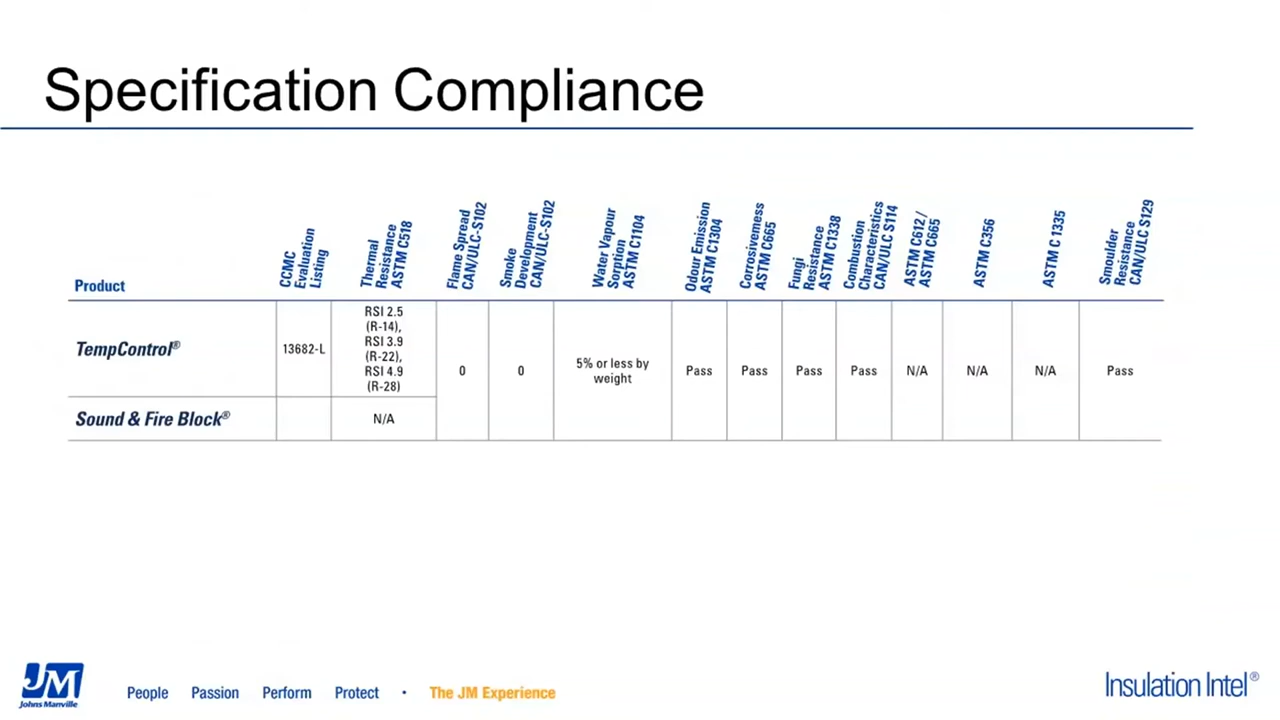 Specification Compliance
Product
CCMC
Evaluation
Listing
Thermal
Resistance
ASTM C518
Flame Spread
CAN/ULC-S102
Smoke
Development
CAN/ULC-S102
Water Vapour
Sorption
ASTM C1104
Odour Emission
ASTM C1304
Corrosiveness
ASTM C665
Fungi
Resistance
ASTM C1338
Combustion
Characteristics
CAN/ULC S114
ASTM C612 /
ASTM C665
ASTM C356
ASTM C 1335
Smoulder
Resistance
CAN/ULC S129
TempControl®
13682-L
RSI 2.5
(R-14),
RSI 3.9
(R-22),
RSI 4.9
(R-28)
0
0
5% or less by
weight
Pass
Pass
Pass
Pass
N/A
N/A
N/A
Pass
Sound & Fire Block®
N/A
JM
Johns Manville
People Passion Perform Protect • The JM Experience
Insulation Intel®